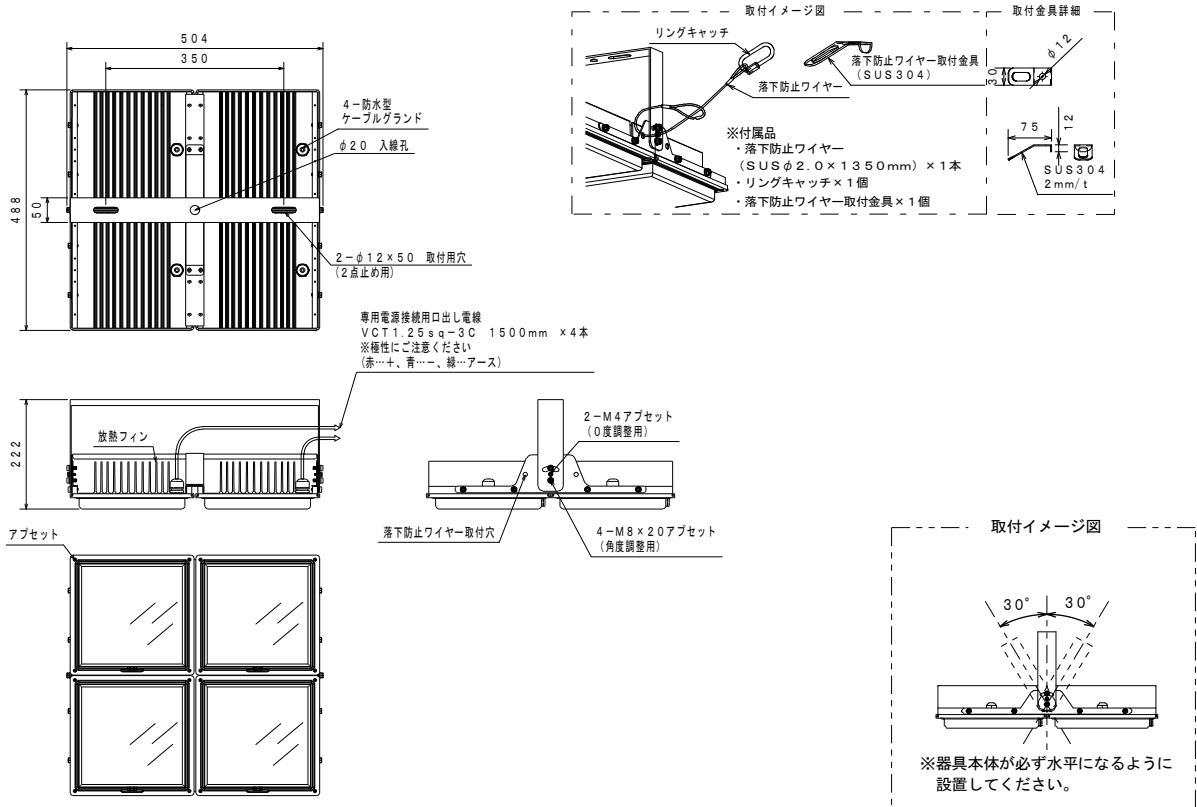 504
350
488
50
4−防水型
ケーブルグランド
φ20 入線孔
2−φ12×50 取付用穴
(2点止め用)
取付イメージ図
リングキャッチ
落下防止ワイヤー取付金具
(SUS304)
落下防止ワイヤー
※付属品
・落下防止ワイヤー
(SUSφ2.0×1350mm)×1本
・リングキャッチ×1個
・落下防止ワイヤー取付金具×1個
取付金具詳細
φ12
30
75
12
SUS304
2mm/t
専用電源接続用口出し電線
VCT1.25sq−3C 1500mm ×4本
※極性にご注意ください
(赤…+、青…−、緑…アース)
222
放熱フィン
2−M4アプセット
(0度調整用)
落下防止ワイヤー取付穴
4−M8×20アプセット
(角度調整用)
アプセット
取付イメージ図
30°
30°
※器具本体が必ず水平になるように
設置してください。